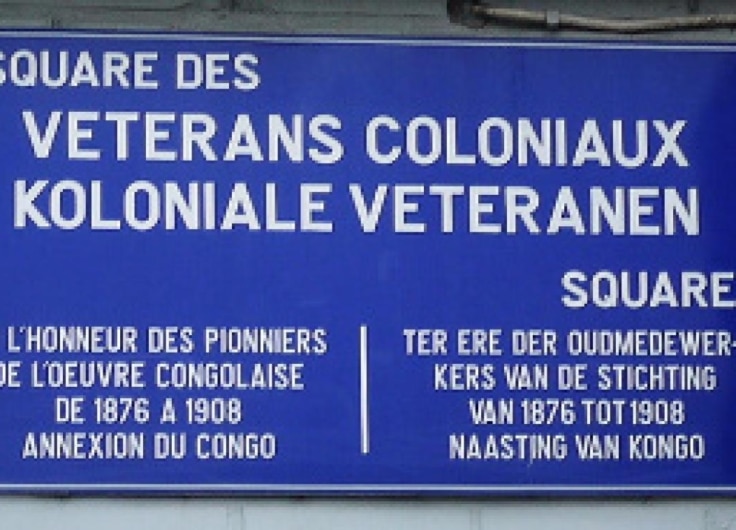 SQUARE DES
VETERANS COLONIAUX
KOLONIALE VETERANEN
SQUARE
L'HONNEUR DES PIONNIERS
DE L'OEUVRE CONGOLAISE
DE 1876 A 1908
ANNEXION DU CONGO
TER ERE DER OUDMEDEWER-
KERS VAN DE STICHTING
VAN 1876 TOT 1908
NAASTING VAN KONGO